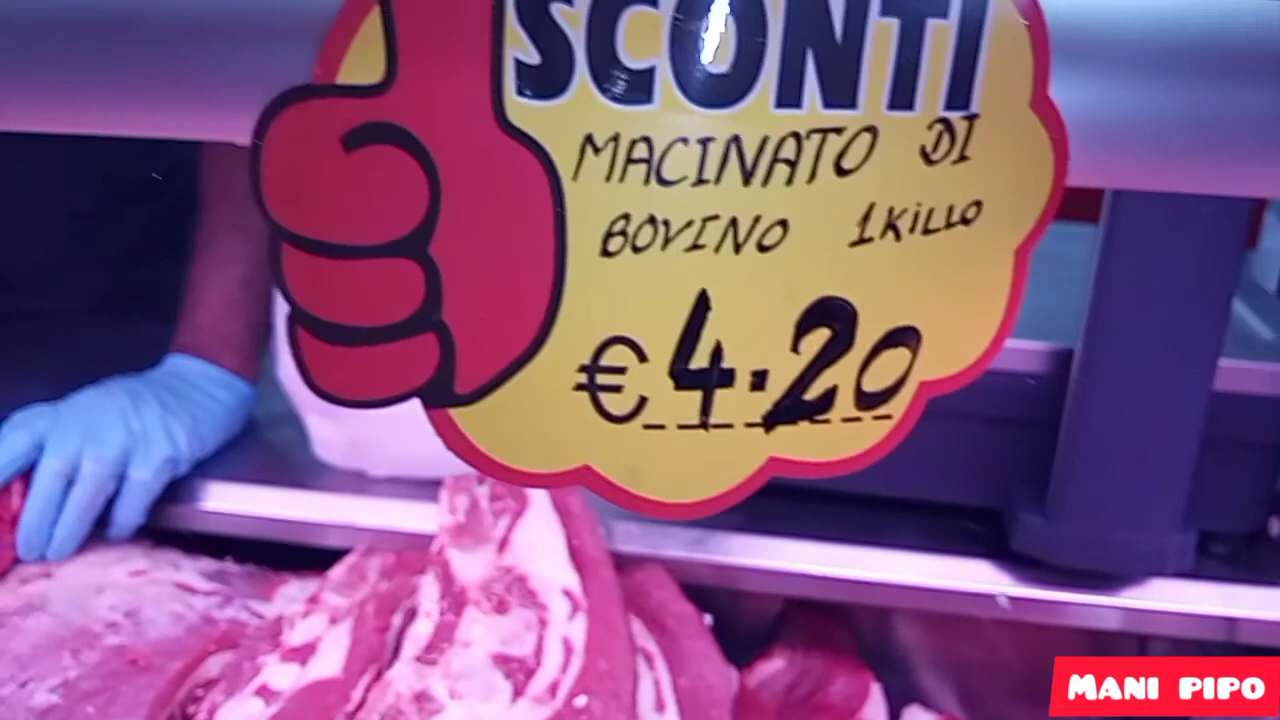 SCONTI
MACINATO DI
BOVINO 1KILLO
€ 4.20
MANI PIPO